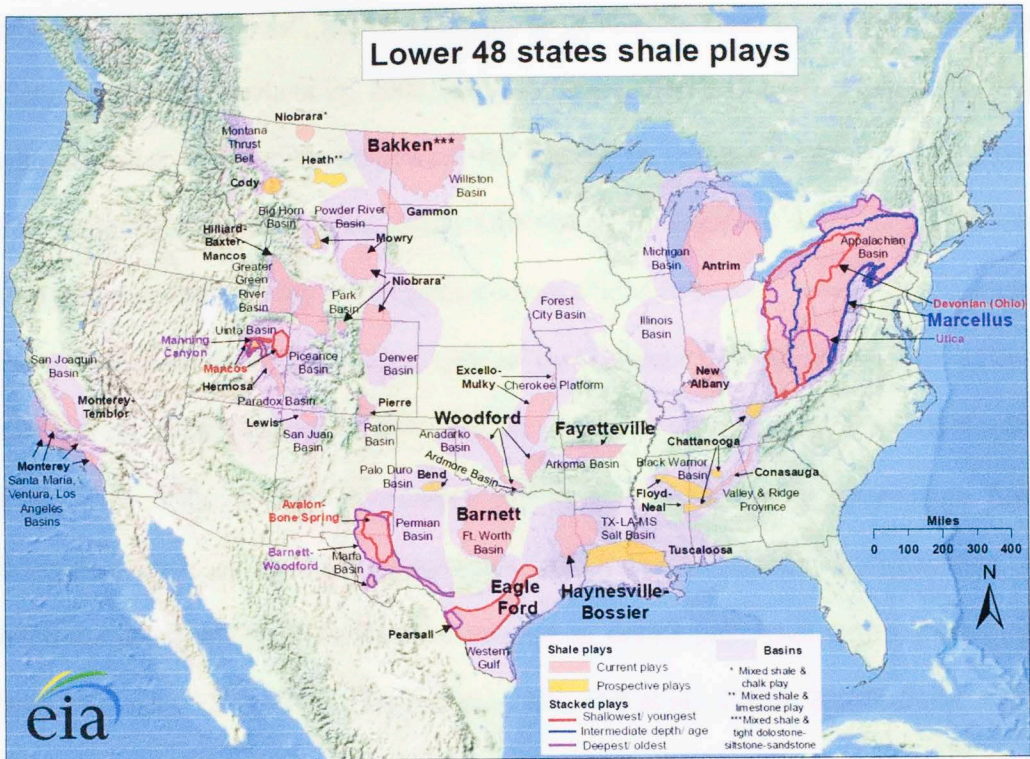 Lower 48 states shale plays
Niobrara*
Montana
Thrust
Belt
Bakken***
Heath**
Cody
Williston
Basin
Big Horn
Basin
Powder River
Basin
Gammon
Hilliard-
Baxter-
Mancos
Mowry
Michigan
Basin
Antrim
Appalachian
Basin
Greater
Green
River
Basin
Park
Basin
Niobrara*
Forest
City Basin
Illinois
Basin
Devonian (Ohio)
Marcellus
Utica
Uinta Basin
Manning
Canyon
Mancos
Piceance
Basin
Denver
Basin
San Joaquin
Basin
Hermosa
Excello-
Mulky
Cherokee Platform
New
Albany
Monterey-
Temblor
Paradox Basin
Pierre
Lewis
San Juan
Basin
Raton
Basin
Woodford
Anadarko
Basin
Fayetteville
Arkoma Basin
Chattanooga
Monterey
Santa Maria,
Ventura, Los
Angeles
Basins
Palo Duro
Basin
Bend
Ardmore Basin
Black Warrior
Basin
Conasauga
Floyd-
Neal
Valley & Ridge
Province
Avalon-
Bone Spring
Permian
Basin
Barnett
Ft. Worth
Basin
TX-LA-MS
Salt Basin
Tuscaloosa
Barnett-
Woodford
Marfa
Basin
Eagle
Ford
Haynesville-
Bossier
Pearsall
Western
Gulf
Miles
0 100 200 300 400
N
Shale plays
Current plays
Prospective plays
Stacked plays
Shallowest/ youngest
Intermediate depth/ age
Deepest/ oldest
Basins
* Mixed shale &
chalk play
** Mixed shale &
limestone play
***Mixed shale &
tight dolostone-
siltstone-sandstone
eia